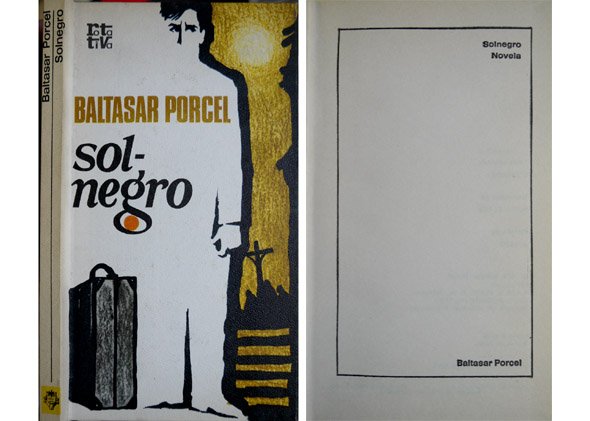 Baltasar Porcel
Solnegro
rotativa
BALTASAR PORCEL
sol-
negro
Solnegro
Novela
Baltasar Porcel